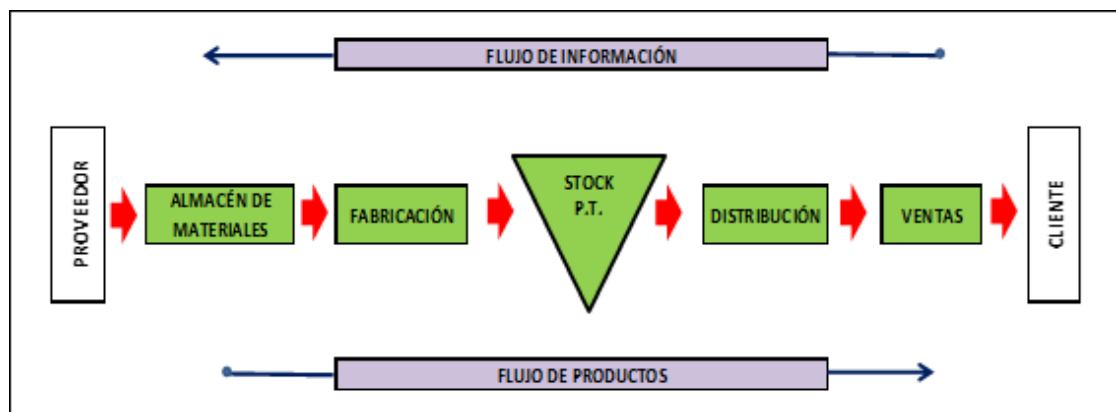 FLUJO DE INFORMACIÓN
PROVEEDOR
ALMACÉN DE
MATERIALES
FABRICACIÓN
STOCK
P.T.
DISTRIBUCIÓN
VENTAS
CLIENTE
FLUJO DE PRODUCTOS